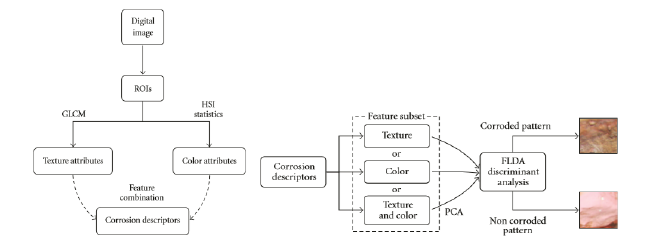 Digital
image
ROIs
GLCM
HSI
statistics
Texture attributes
Color attributes
Feature
combination
Corrosion descriptors
Corrosion
descriptors
Feature subset
Texture
or
Color
or
Texture
and color
PCA
FLDA
discriminant
analysis
Corroded pattern
Non corroded
pattern